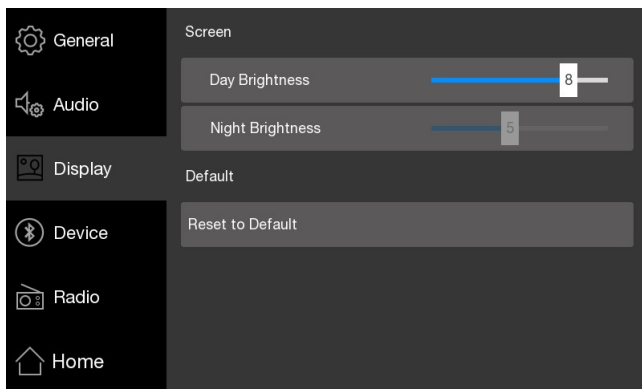 General
Audio
Display
Device
Radio
Home
Screen
Day Brightness 8
Night Brightness 5
Default
Reset to Default